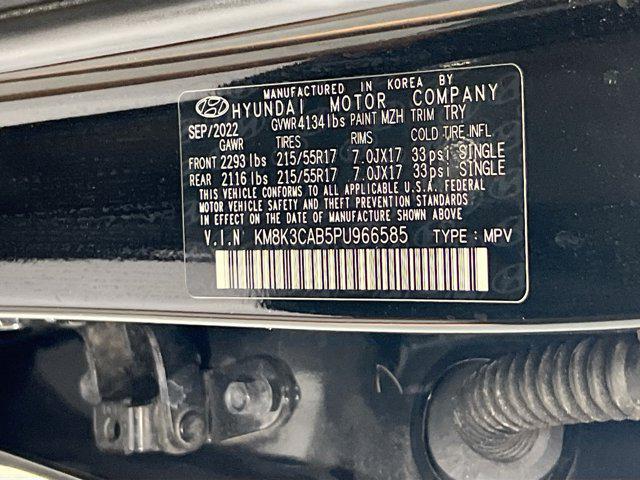 MANUFACTURED IN KOREA BY
HYUNDAI MOTOR COMPANY
SEP/2022 GVWR 4134 lbs PAINT MZH TRIM TRY
GAWR TIRES RIMS COLD TIRE.INFL
FRONT 2293 lbs 215/55R17 7.0JX17 33psi SINGLE
REAR 2116 lbs 215/55R17 7.0JX17 33psi SINGLE
THIS VEHICLE CONFORMS TO ALL APPLICABLE U.S.A. FEDERAL
MOTOR VEHICLE SAFETY AND THEFT PREVENTION STANDARDS
IN EFFECT ON THE DATE OF MANUFACTURE SHOWN ABOVE.
V.I.N' KM8K3CAB5PU966585 TYPE : MPV